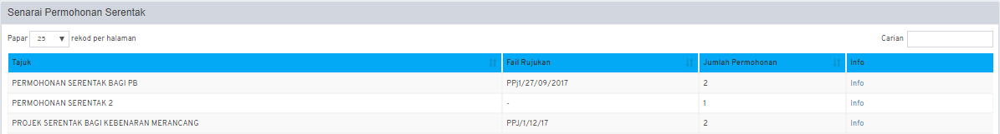 Senarai Permohonan Serentak
Papar 25 rekod per halaman Carian
Tajuk Fail Rujukan Jumlah Permohonan Info
PERMOHONAN SERENTAK BAGI PB PPj1/27/09/2017 2 Info
PERMOHONAN SERENTAK 2 - 1 Info
PROJEK SERENTAK BAGI KEBENARAN MERANCANG PPJ/1/12/17 2 Info